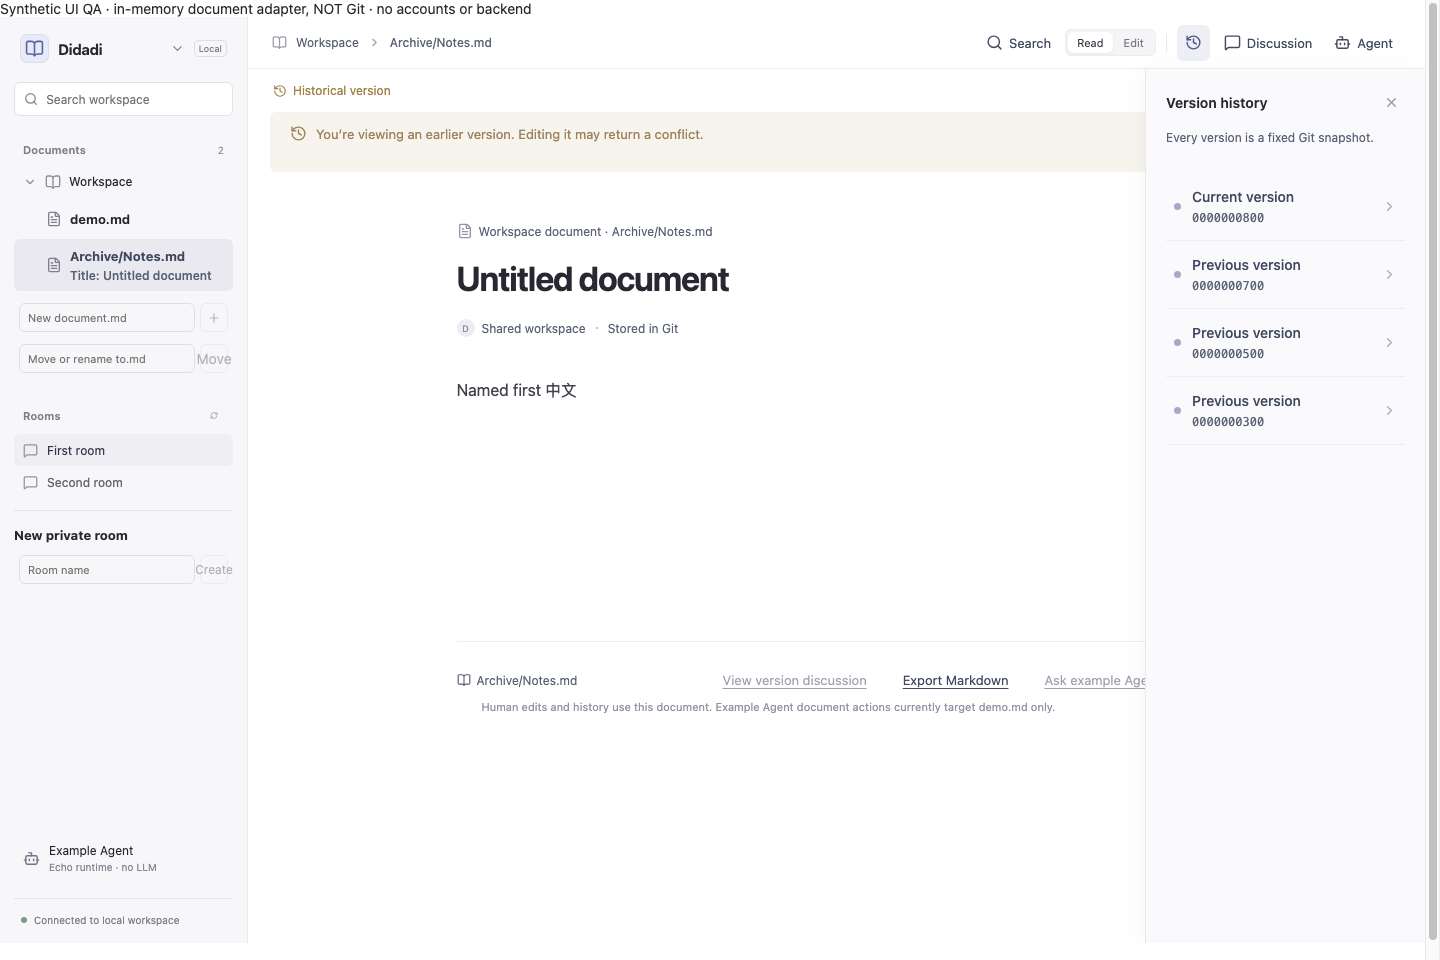 Synthetic UI QA · in-memory document adapter, NOT Git · no accounts or backend
Didadi
Local
Search workspace
Documents
2
Workspace
demo.md
Archive/Notes.md
Title: Untitled document
New document.md
Move or rename to.md
Move
Rooms
First room
Second room
New private room
Room name
Create
Example Agent
Echo runtime · no LLM
Connected to local workspace
Workspace
Archive/Notes.md
Search
Read
Edit
Discussion
Agent
Historical version
You're viewing an earlier version. Editing it may return a conflict.
Workspace document · Archive/Notes.md
Untitled document
D
Shared workspace · Stored in Git
Named first 中文
Archive/Notes.md
View version discussion
Export Markdown
Ask example Age
Human edits and history use this document. Example Agent document actions currently target demo.md only.
Version history
Every version is a fixed Git snapshot.
Current version
0000000800
Previous version
0000000700
Previous version
0000000500
Previous version
0000000300